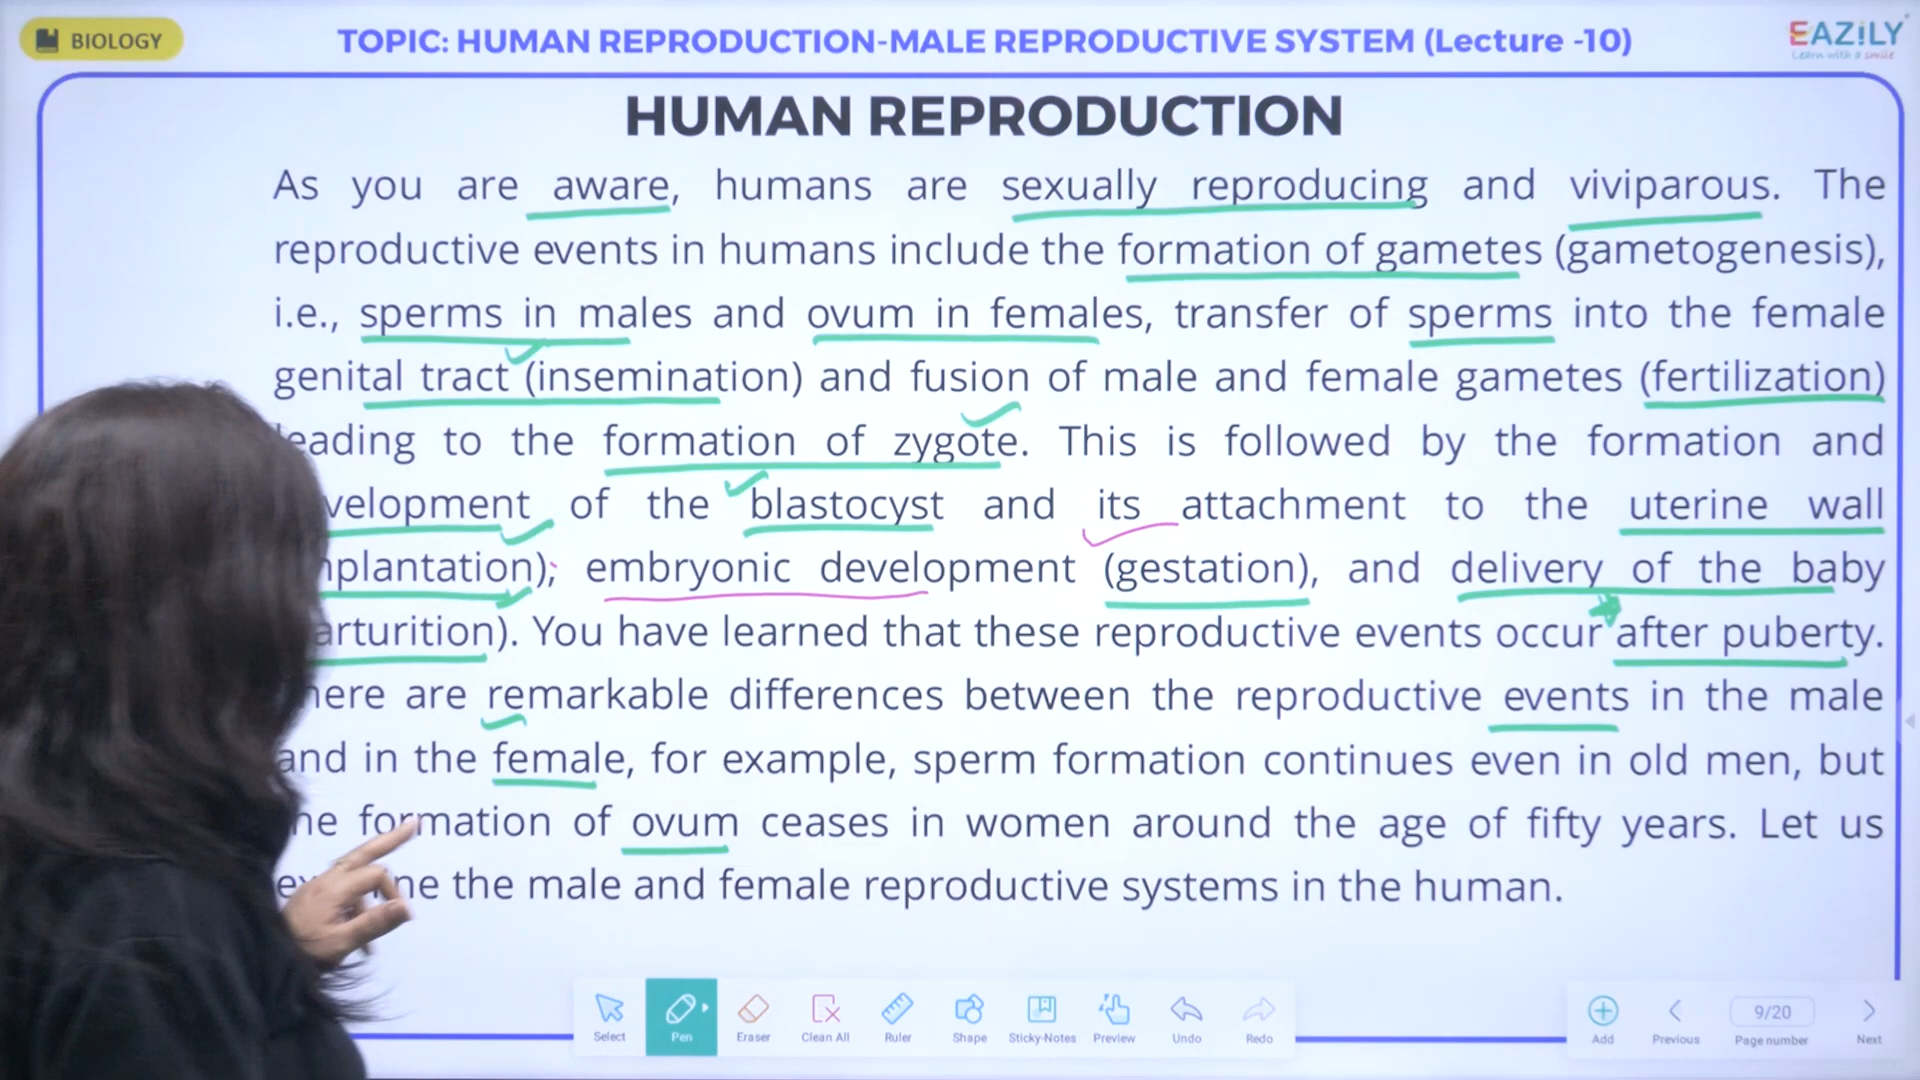 BIOLOGY
TOPIC: HUMAN REPRODUCTION-MALE REPRODUCTIVE SYSTEM (Lecture -10)
EAZ!LY
Learn with a smile
HUMAN REPRODUCTION
As you are aware, humans are sexually reproducing and viviparous. The
reproductive events in humans include the formation of gametes (gametogenesis),
i.e., sperms in males and ovum in females, transfer of sperms into the female
genital tract (insemination) and fusion of male and female gametes (fertilization)
leading to the formation of zygote. This is followed by the formation and
velopment of the blastocyst and its attachment to the uterine wall
plantation); embryonic development (gestation), and delivery of the baby
arturition). You have learned that these reproductive events occur after puberty.
here are remarkable differences between the reproductive events in the male
and in the female, for example, sperm formation continues even in old men, but
he formation of ovum ceases in women around the age of fifty years. Let us
the male and female reproductive systems in the human.
Select
Pen
Eraser
Clean All
Ruler
Shape
Sticky-Notes
Preview
Undo
Redo
Add
Previous
9/20
Page number
Next